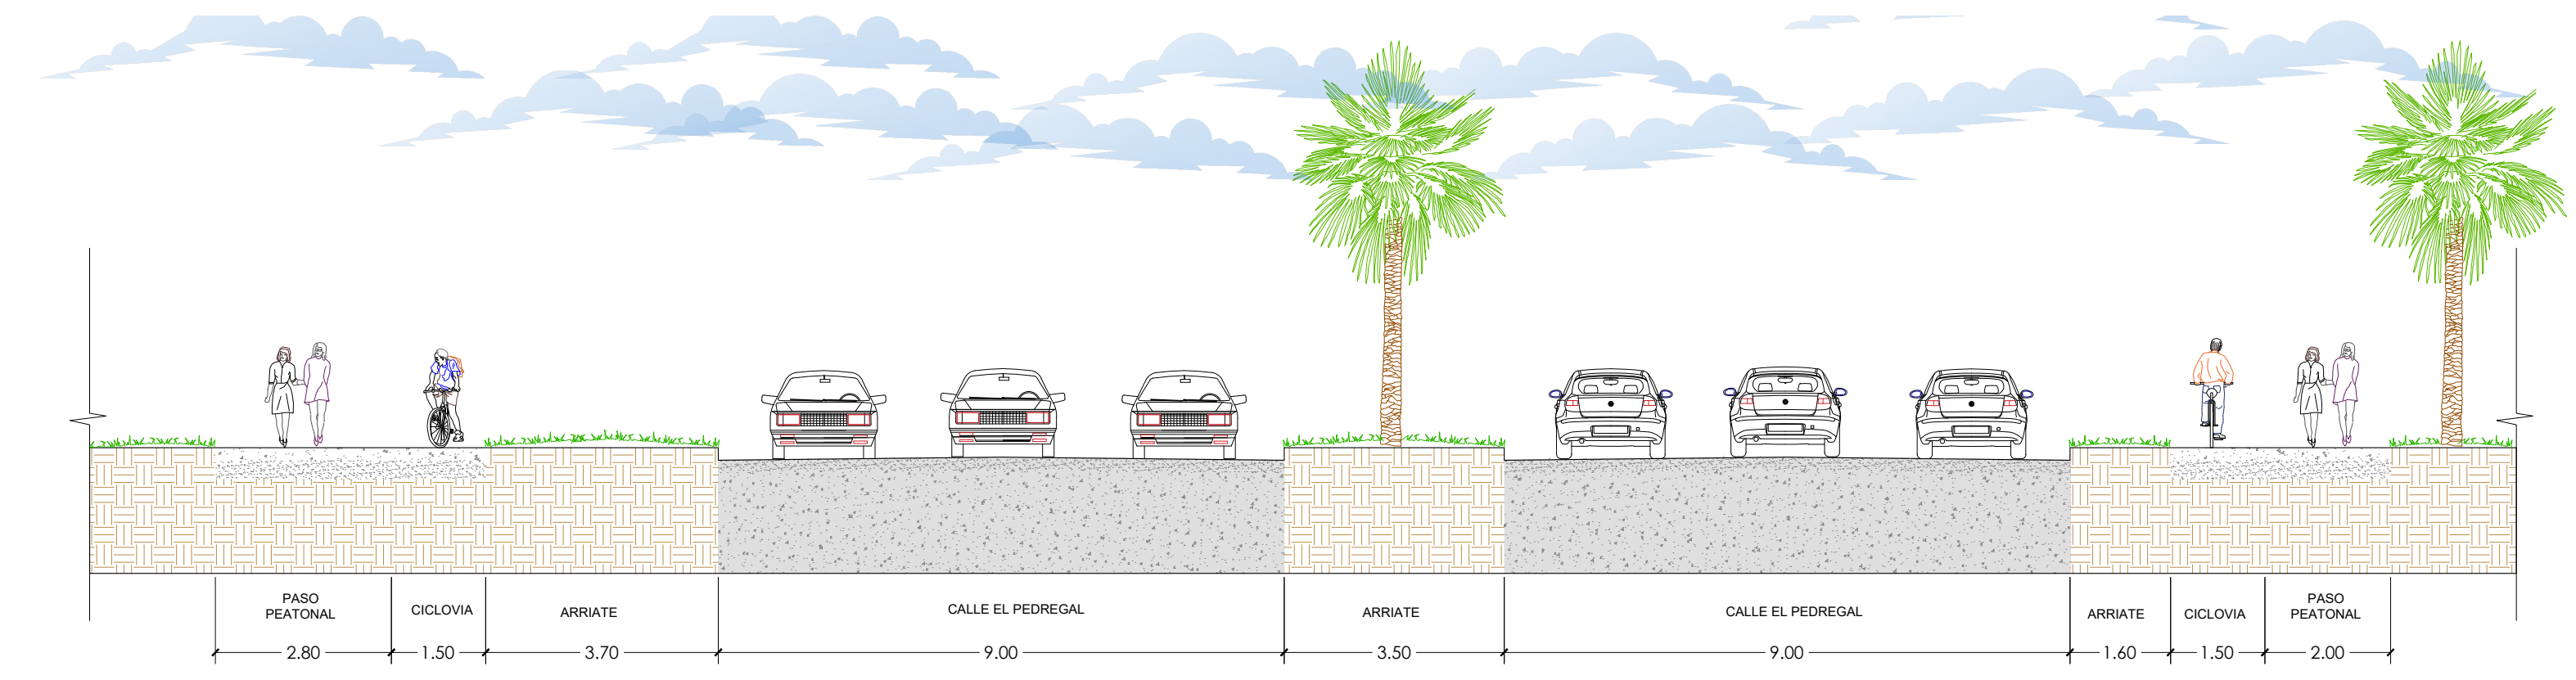 PASO
PEATONAL
CICLOVIA
ARRIATE
CALLE EL PEDREGAL
ARRIATE
CALLE EL PEDREGAL
ARRIATE
CICLOVIA
PASO
PEATONAL
2.80
1.50
3.70
9.00
3.50
9.00
1.60
1.50
2.00